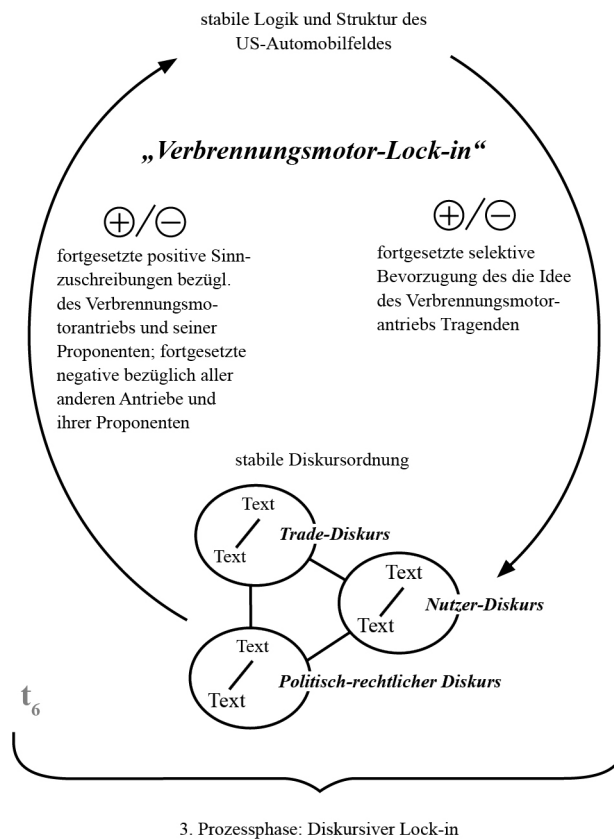 stabile Logik und Struktur des
US-Automobilfeldes
„Verbrennungsmotor-Lock-in“
+/−
fortgesetzte positive Sinn-
zuschreibungen bezügl.
des Verbrennungsmo-
torantriebs und seiner
Proponenten; fortgesetzte
negative bezüglich aller
anderen Antriebe und
ihrer Proponenten
+/−
fortgesetzte selektive
Bevorzugung des die Idee
des Verbrennungsmotor-
antriebs Tragenden
stabile Diskursordnung
Text
Text
Trade-Diskurs
Text
Text
Nutzer-Diskurs
Text
Text
Politisch-rechtlicher Diskurs
t6
3. Prozessphase: Diskursiver Lock-in